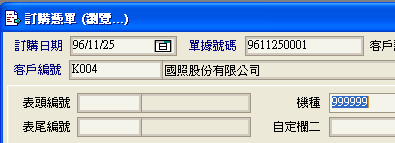 訂購憑單 (瀏覽...)
訂購日期 96/11/25 單據號碼 9611250001 客戶
客戶編號 K004 國照股份有限公司
表頭編號 機種 999999
表尾編號 自定欄二